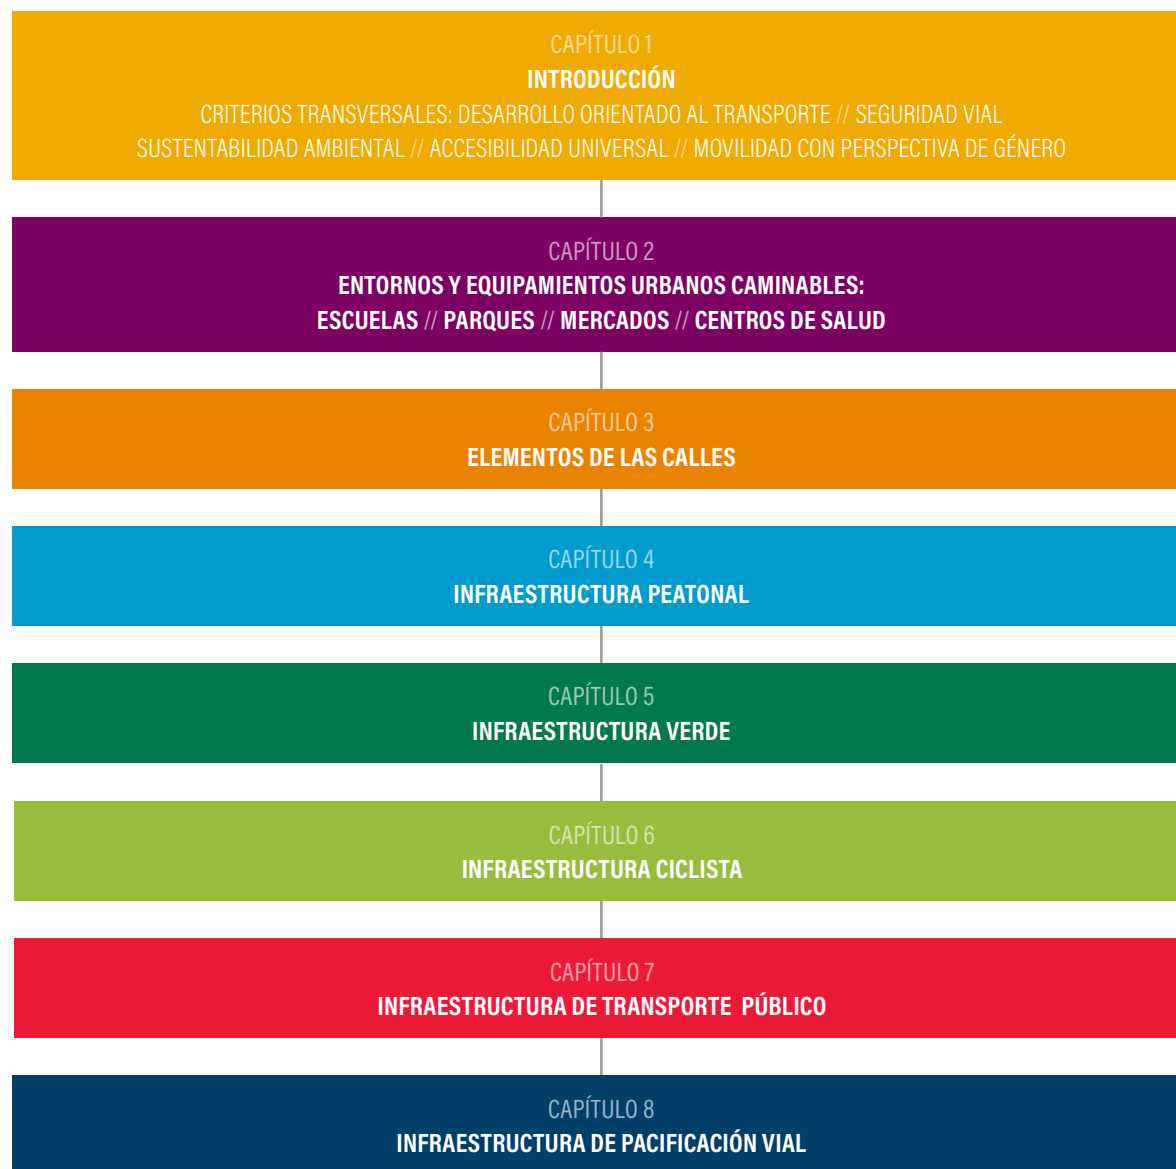 CAPÍTULO 1
INTRODUCCIÓN
CRITERIOS TRANSVERSALES: DESARROLLO ORIENTADO AL TRANSPORTE // SEGURIDAD VIAL
SUSTENTABILIDAD AMBIENTAL // ACCESIBILIDAD UNIVERSAL // MOVILIDAD CON PERSPECTIVA DE GÉNERO
CAPÍTULO 2
ENTORNOS Y EQUIPAMIENTOS URBANOS CAMINABLES:
ESCUELAS // PARQUES // MERCADOS // CENTROS DE SALUD
CAPÍTULO 3
ELEMENTOS DE LAS CALLES
CAPÍTULO 4
INFRAESTRUCTURA PEATONAL
CAPÍTULO 5
INFRAESTRUCTURA VERDE
CAPÍTULO 6
INFRAESTRUCTURA CICLISTA
CAPÍTULO 7
INFRAESTRUCTURA DE TRANSPORTE PÚBLICO
CAPÍTULO 8
INFRAESTRUCTURA DE PACIFICACIÓN VIAL